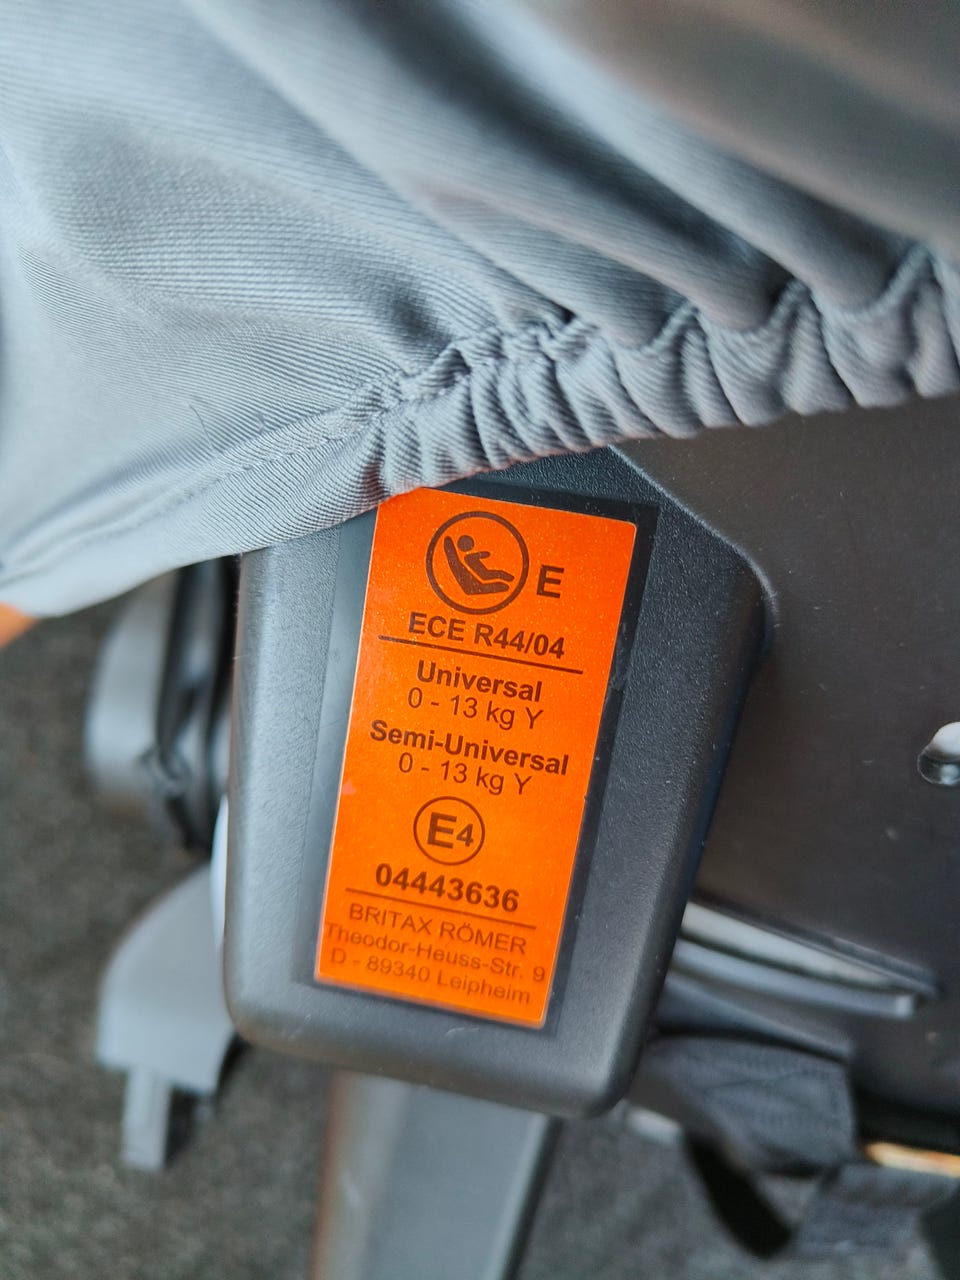 E
ECE R44/04
Universal
0 - 13 kg Y
Semi-Universal
0 - 13 kg Y
E4
04443636
BRITAX RÖMER
Theodor-Heuss-Str. 9
D - 89340 Leipheim